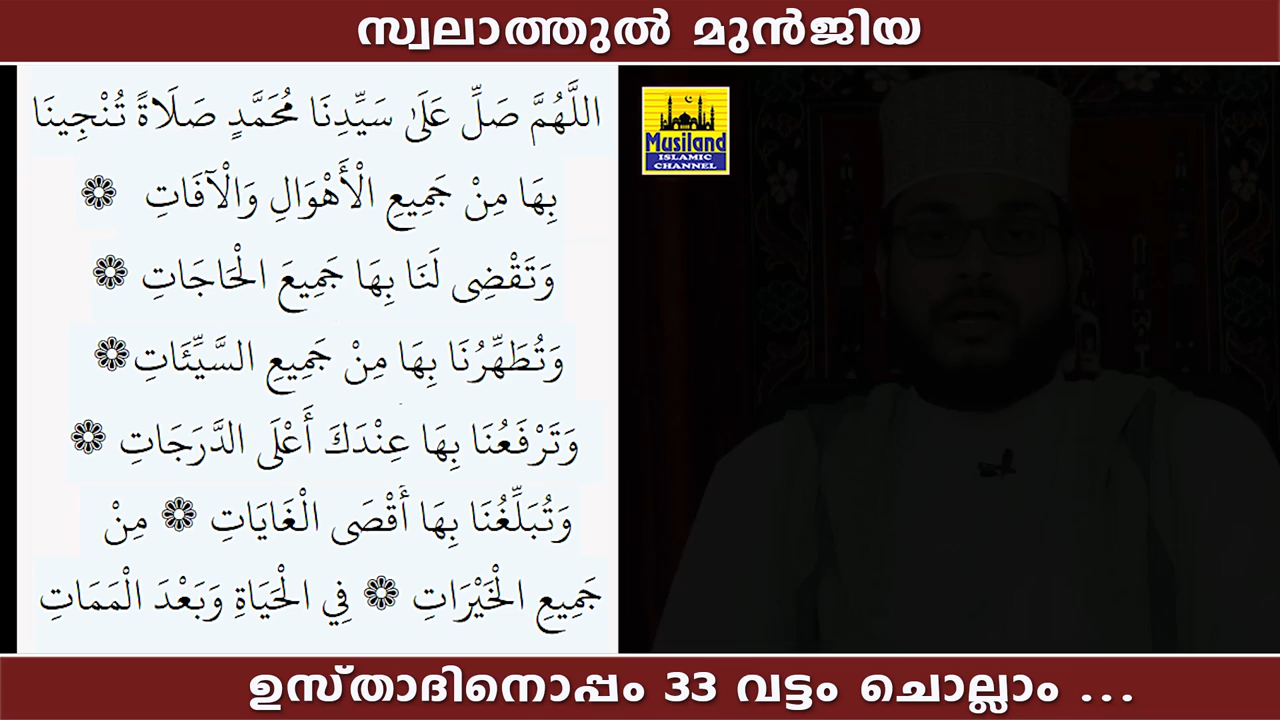 സ്വലാത്തുൽ മുൻജിയ
اللَّهُمَّ صَلِّ عَلَىٰ سَيِّدِنَا مُحَمَّدٍ صَلَاةً تُنْجِينَا
بِهَا مِنْ جَمِيعِ الْأَهْوَالِ وَالْآفَاتِ ❁
وَتَقْضِى لَنَا بِهَا جَمِيعَ الْحَاجَاتِ ❁
وَتُطَهِّرُنَا بِهَا مِنْ جَمِيعِ السَّيِّئَاتِ ❁
وَتَرْفَعُنَا بِهَا عِنْدَكَ أَعْلَى الدَّرَجَاتِ ❁
وَتُبَلِّغُنَا بِهَا أَقْصَى الْغَايَاتِ ❁ مِنْ
جَمِيعِ الْخَيْرَاتِ ❁ فِي الْحَيَاةِ وَبَعْدَ الْمَمَاتِ
Musiland
ISLAMIC
CHANNEL
ഉസ്താദിനൊപ്പം 33 വട്ടം ചൊല്ലാം ...